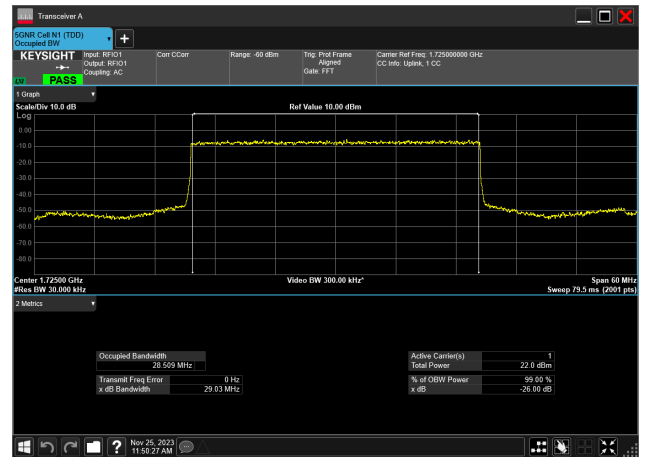 Transceiver A
5GNR Cell N1 (TDD)
Occupied BW
KEYSIGHT
LXI
PASS
Input: RFIO1
Output: RFIO1
Coupling: AC
Corr CCorr
Range: -60 dBm
Trig: Prot Frame
Aligned
Gate: FFT
Carrier Ref Freq: 1.725000000 GHz
CC Info: Uplink, 1 CC
1 Graph
Scale/Div 10.0 dB
Ref Value 10.00 dBm
Log
0.00
-10.0
-20.0
-30.0
-40.0
-50.0
-60.0
-70.0
-80.0
Center 1.72500 GHz
#Res BW 30.000 kHz
Video BW 300.00 kHz*
Span 60 MHz
Sweep 79.5 ms (2001 pts)
2 Metrics
Occupied Bandwidth
28.509 MHz
Transmit Freq Error 0 Hz
x dB Bandwidth 29.03 MHz
Active Carrier(s) 1
Total Power 22.0 dBm
% of OBW Power 99.00 %
x dB -26.00 dB
?
Nov 25, 2023
11:50:27 AM